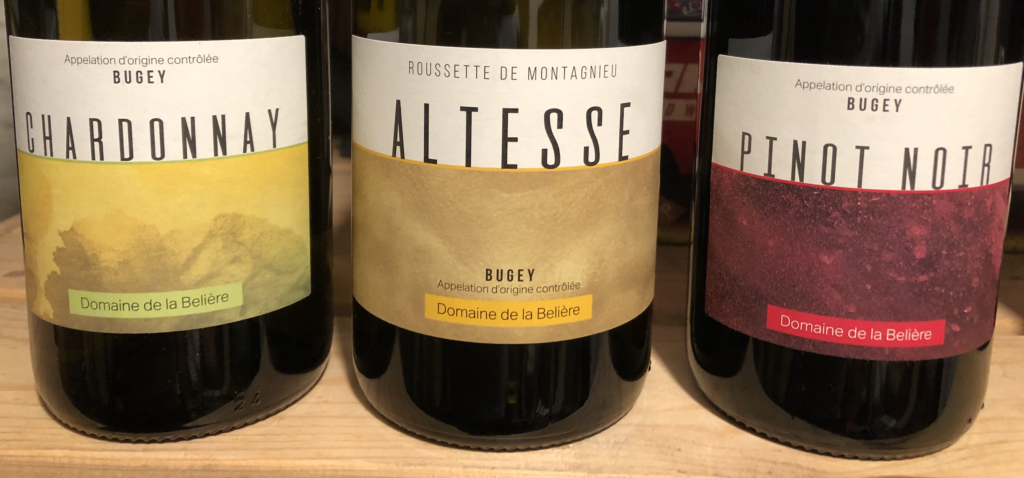 Appelation d'origine contrôlée
BUGEY
CHARDONNAY
Domaine de la Belière
ROUSSETTE DE MONTAGNIEU
ALTESSE
BUGEY
Appelation d'origine contrôlée
Domaine de la Belière
Appelation d'origine contrôlée
BUGEY
PINOT NOIR
Domaine de la Belière